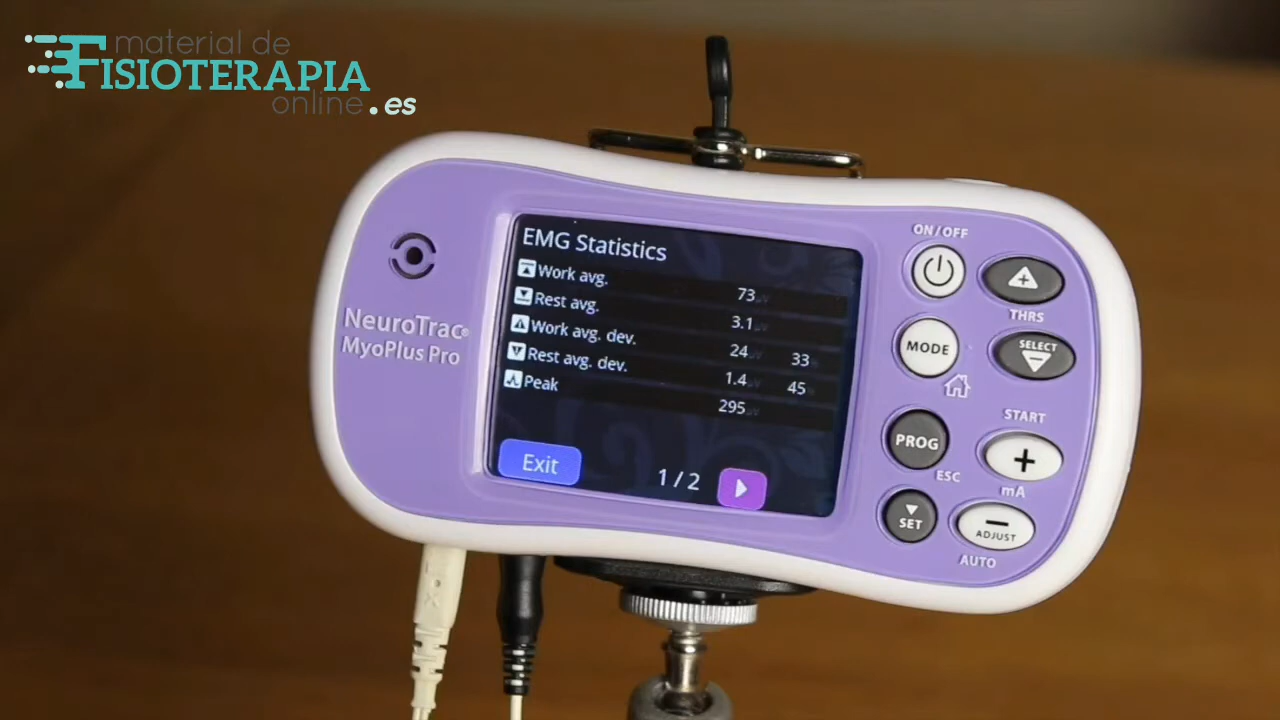 material de
FISIOTERAPIA
online.es
NeuroTrac®
MyoPlus Pro
EMG Statistics
Work avg. 73 µV
Rest avg. 3.1
Work avg. dev. 24 33
Rest avg. dev. 1.4 45
Peak 295 µV
Exit 1 / 2
ON/OFF
THRS
MODE
SELECT
START
PROG
ESC
mA
SET
ADJUST
AUTO